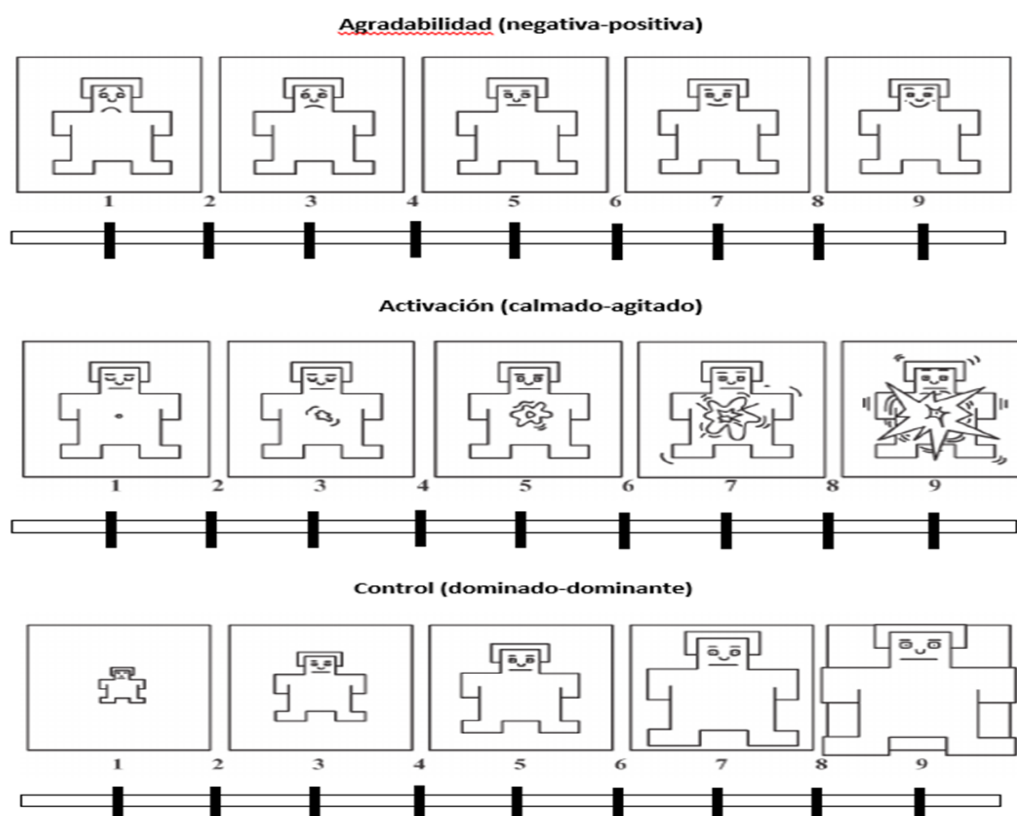 Agradabilidad (negativa-positiva)
1 2 3 4 5 6 7 8 9
Activación (calmado-agitado)
1 2 3 4 5 6 7 8 9
Control (dominado-dominante)
1 2 3 4 5 6 7 8 9